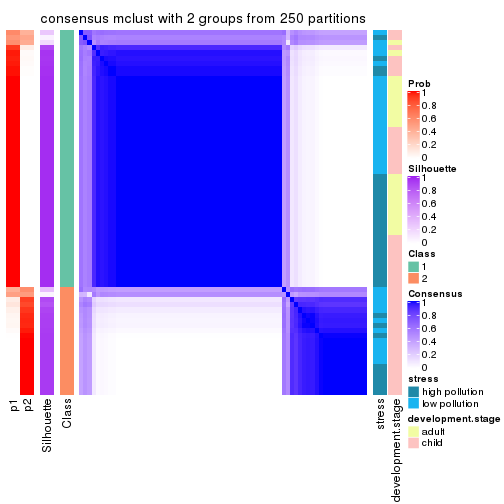 consensus mclust with 2 groups from 250 partitions
Prob
1
0.8
0.6
0.4
0.2
0
Silhouette
1
0.8
0.6
0.4
0.2
0
Class
1
2
Consensus
1
0.8
0.6
0.4
0.2
0
stress
high pollution
low pollution
development.stage
adult
child
p1
p2
Silhouette
Class
stress
development.stage